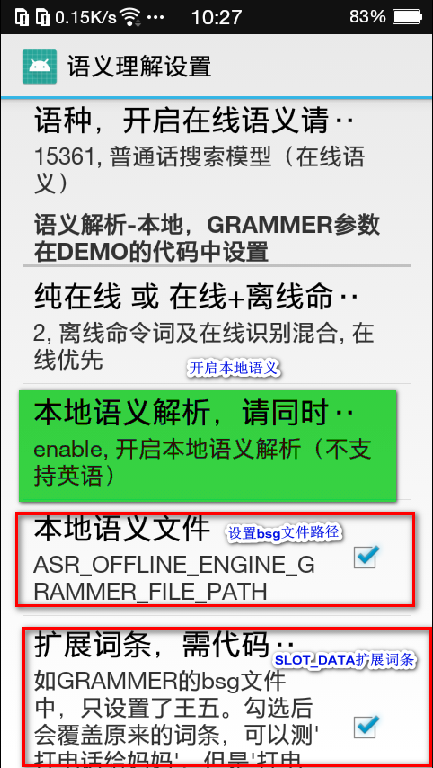 0.15K/s ••• 10:27 83%
语义理解设置
语种，开启在线语义请··
15361, 普通话搜索模型（在线语
义）
语义解析-本地，GRAMMER参数
在DEMO的代码中设置
纯在线 或 在线+离线命··
2, 离线命令词及在线识别混合, 在
线优先
开启本地语义
本地语义解析，请同时··
enable, 开启本地语义解析（不支
持英语）
本地语义文件
设置bsg文件路径
ASR_OFFLINE_ENGINE_G
RAMMER_FILE_PATH
扩展词条，需代码··
SLOT_DATA扩展词条
如GRAMMER的bsg文件
中，只设置了王五。勾选后
会覆盖原来的词条，可以测'
打电话给妈妈'，但是'打电